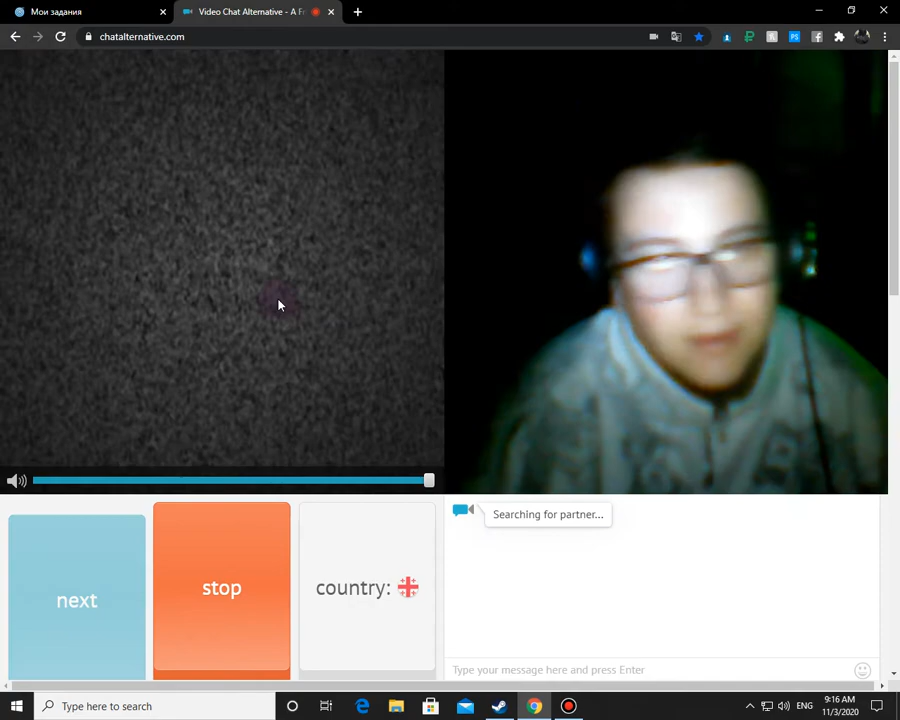 Мои задания
Video Chat Alternative - A Fr
chatalternative.com
Searching for partner...
next
stop
country:
Type your message here and press Enter
Type here to search
ENG
9:16 AM
11/3/2020